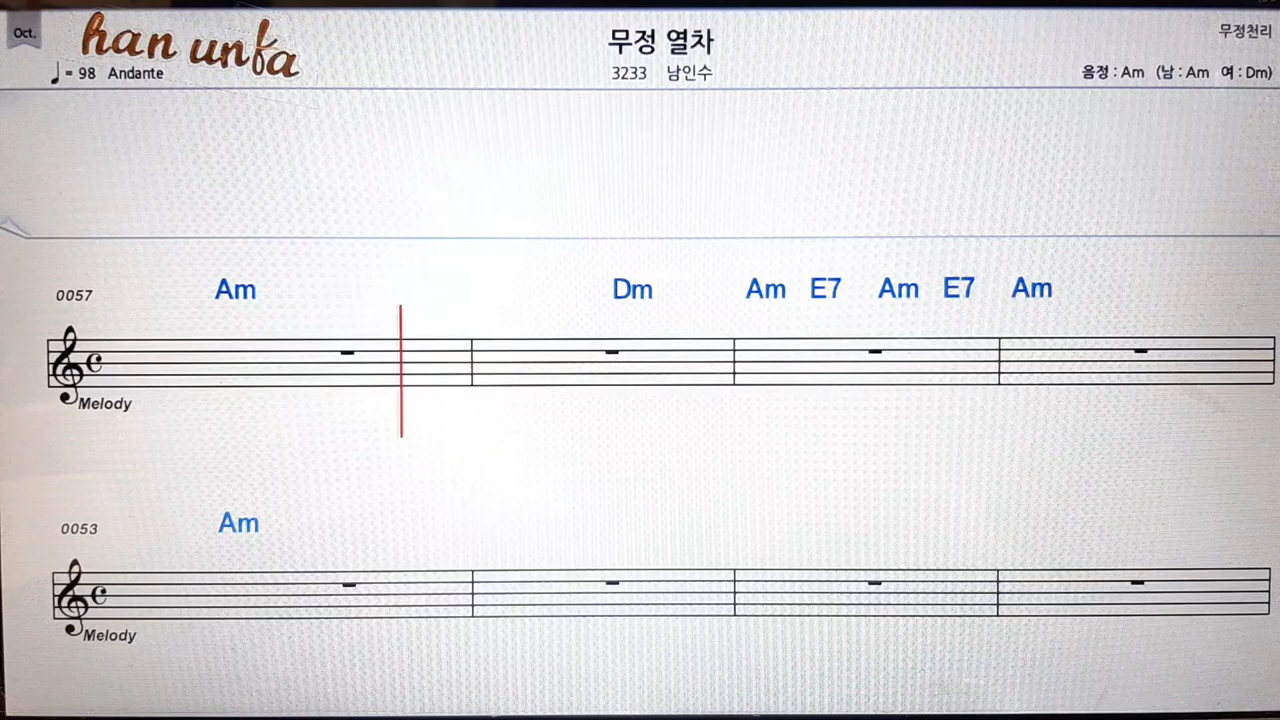 Oct.
han unfa
무정 열차
무정천리
♩ = 98 Andante
3233 남인수
음정 : Am (남 : Am 여 : Dm)
Am Dm Am E7 Am E7 Am
0057
Melody
Am
0053
Melody